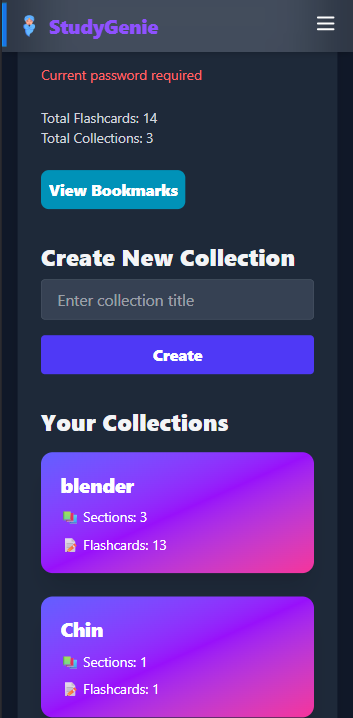 StudyGenie
Current password required
Total Flashcards: 14
Total Collections: 3
View Bookmarks
Create New Collection
Enter collection title
Create
Your Collections
blender
Sections: 3
Flashcards: 13
Chin
Sections: 1
Flashcards: 1